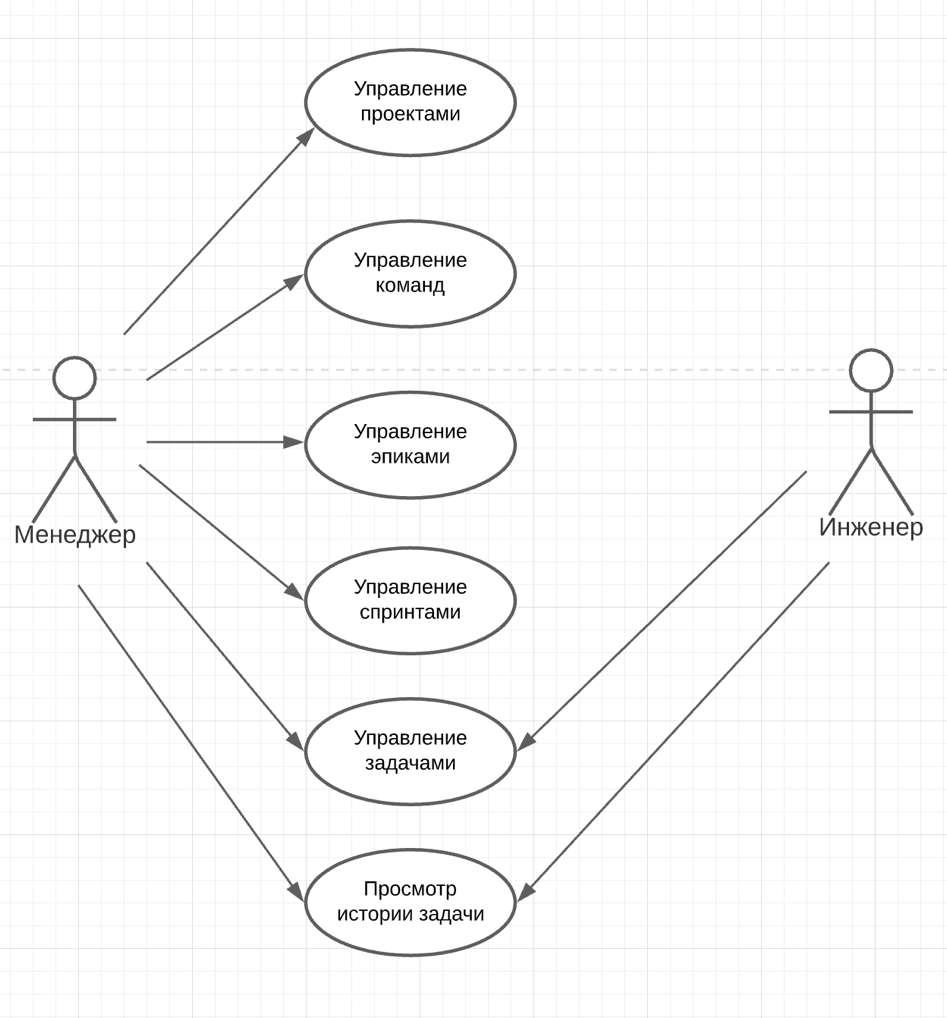 Управление
проектами
Управление
команд
Управление
эпиками
Менеджер
Инженер
Управление
спринтами
Управление
задачами
Просмотр
истории задачи